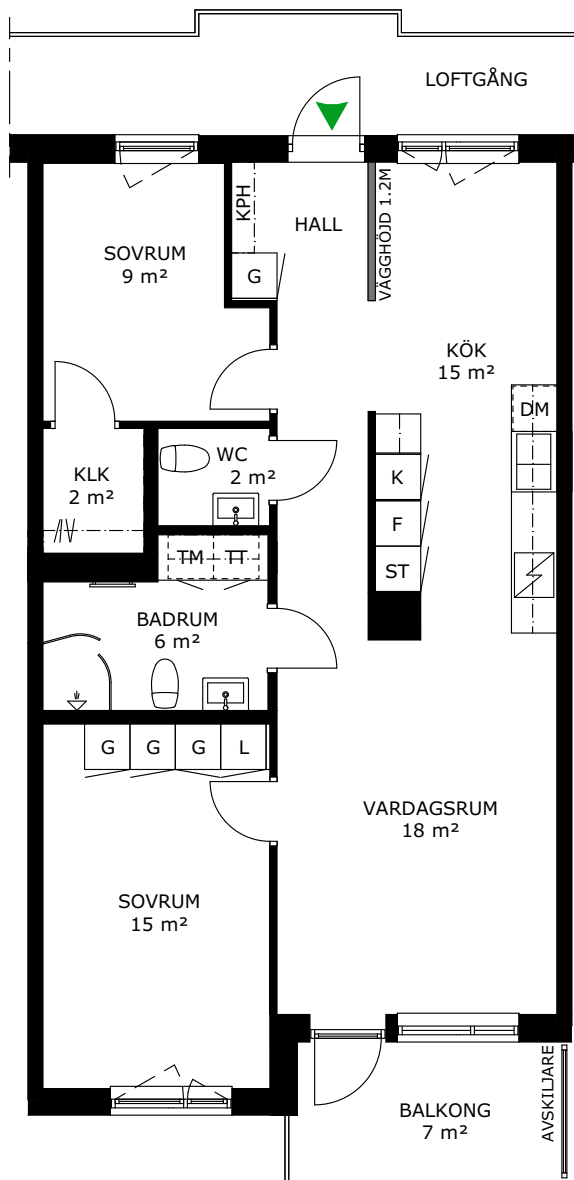 LOFTGÅNG
KPH
HALL
VÄGGHÖJD 1.2M
SOVRUM
9 m²
G
KÖK
15 m²
DM
KLK
2 m²
WC
2 m²
K
F
ST
TM
TT
BADRUM
6 m²
G
G
G
L
VARDAGSRUM
18 m²
SOVRUM
15 m²
BALKONG
7 m²
AVSKILJARE